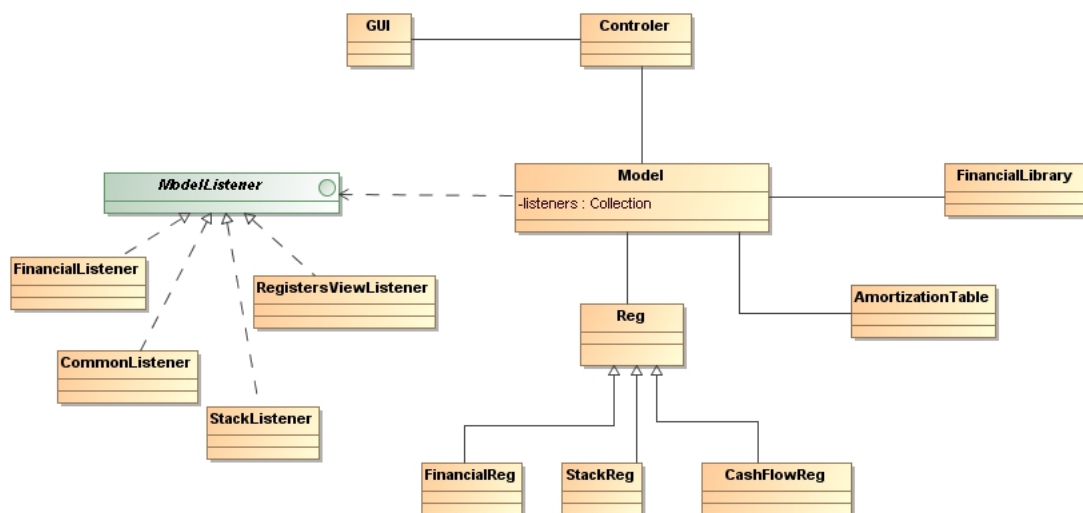 GUI
Controler
ModelListener
Model
-listeners : Collection
FinancialLibrary
FinancialListener
RegistersViewListener
AmortizationTable
Reg
CommonListener
StackListener
FinancialReg
StackReg
CashFlowReg